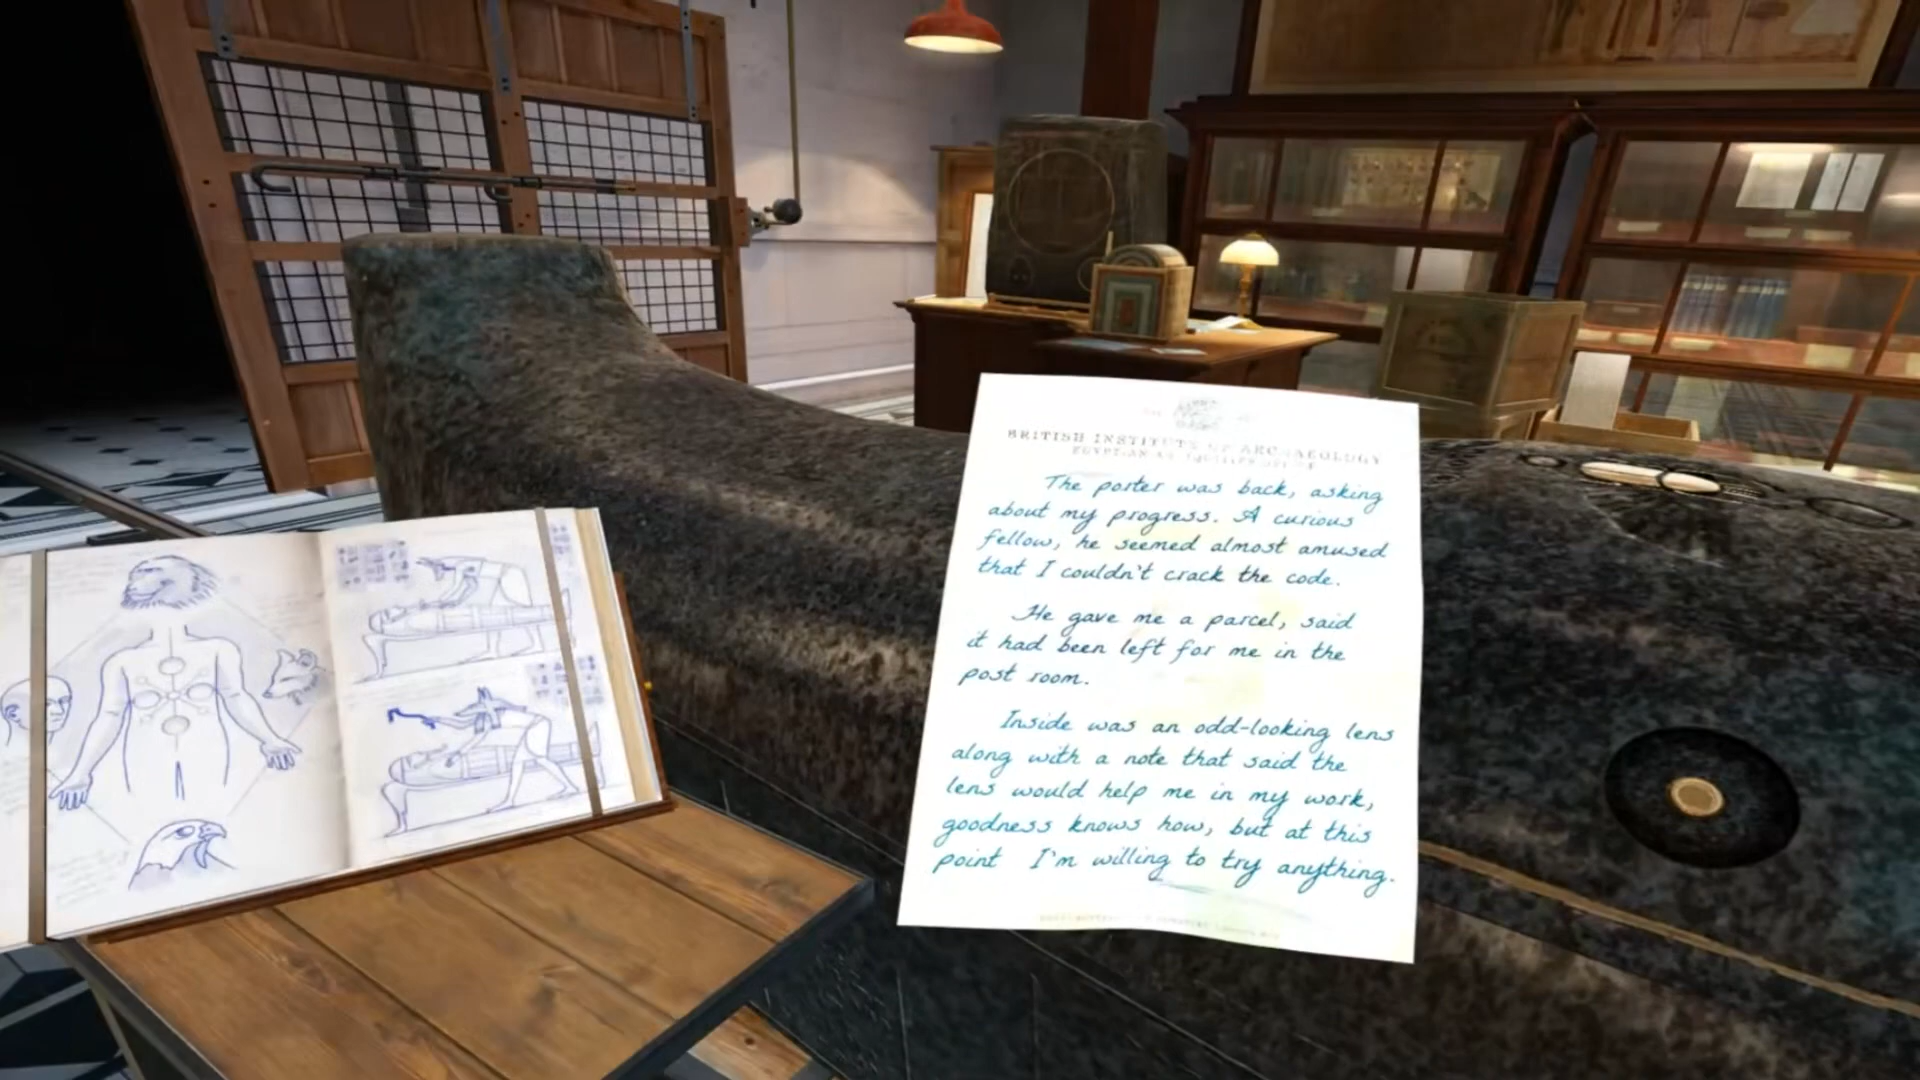 BRITISH INSTITUTE OF ARCHAEOLOGY
The porter was back, asking
about my progress. A curious
fellow, he seemed almost amused
that I couldn't crack the code.
He gave me a parcel, said
it had been left for me in the
post room.
Inside was an odd-looking lens
along with a note that said the
lens would help me in my work,
goodness knows how, but at this
point I'm willing to try anything.